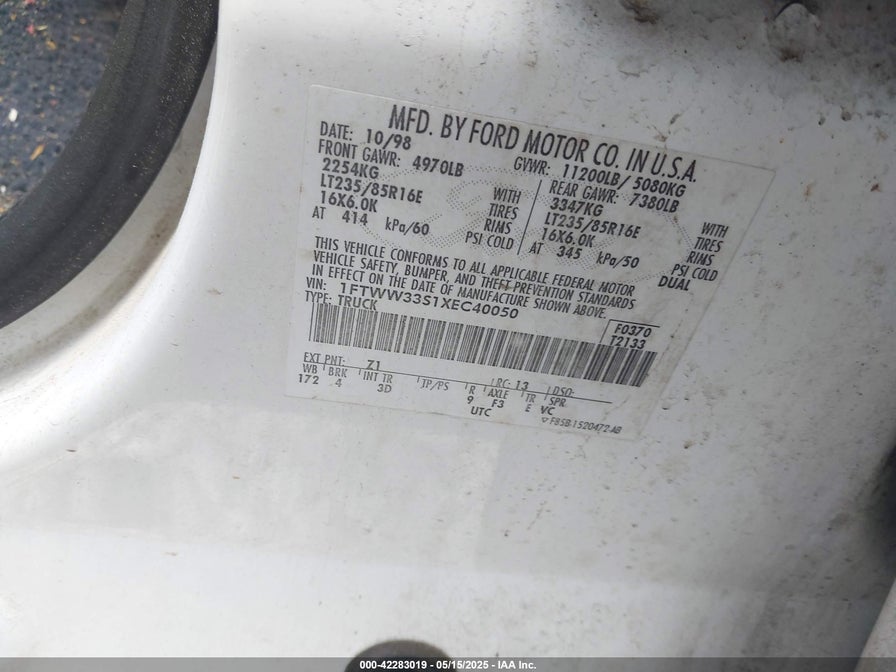 MFD. BY FORD MOTOR CO. IN U.S.A.
DATE: 10/98 GVWR: 11200LB/ 5080KG
FRONT GAWR: 4970LB REAR GAWR: 7380LB
2254KG WITH 3347KG WITH
LT235/85R16E TIRES LT235/85R16E TIRES
16X6.0K RIMS 16X6.0K RIMS
AT 414 kPa/60 PSI COLD AT 345 kPa/50 PSI COLD
DUAL
THIS VEHICLE CONFORMS TO ALL APPLICABLE FEDERAL MOTOR
VEHICLE SAFETY, BUMPER, AND THEFT PREVENTION STANDARDS
IN EFFECT ON THE DATE OF MANUFACTURE SHOWN ABOVE.
VIN: 1FTWW33S1XEC40050
TYPE: TRUCK
F0370
T2133
EXT PNT: Z1 RC: 13 DSO:
WB BRK INT TR TP/PS R AXLE TR SPR
172 4 3D 9 F3 E VC
UTC
F85B-1520472-AB
000-42283019 - 05/15/2025 - IAA Inc.